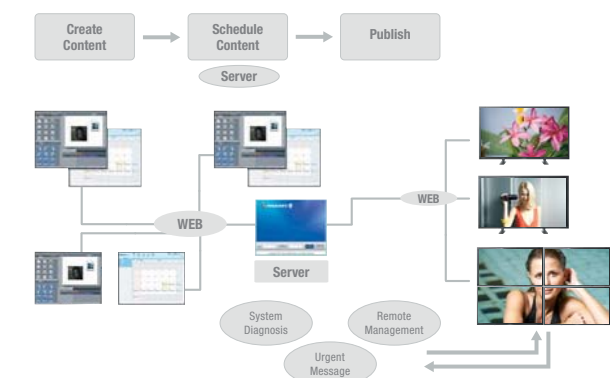 Create
Content
Schedule
Content
Publish
Server
WEB
WEB
Server
System
Diagnosis
Remote
Management
Urgent
Message